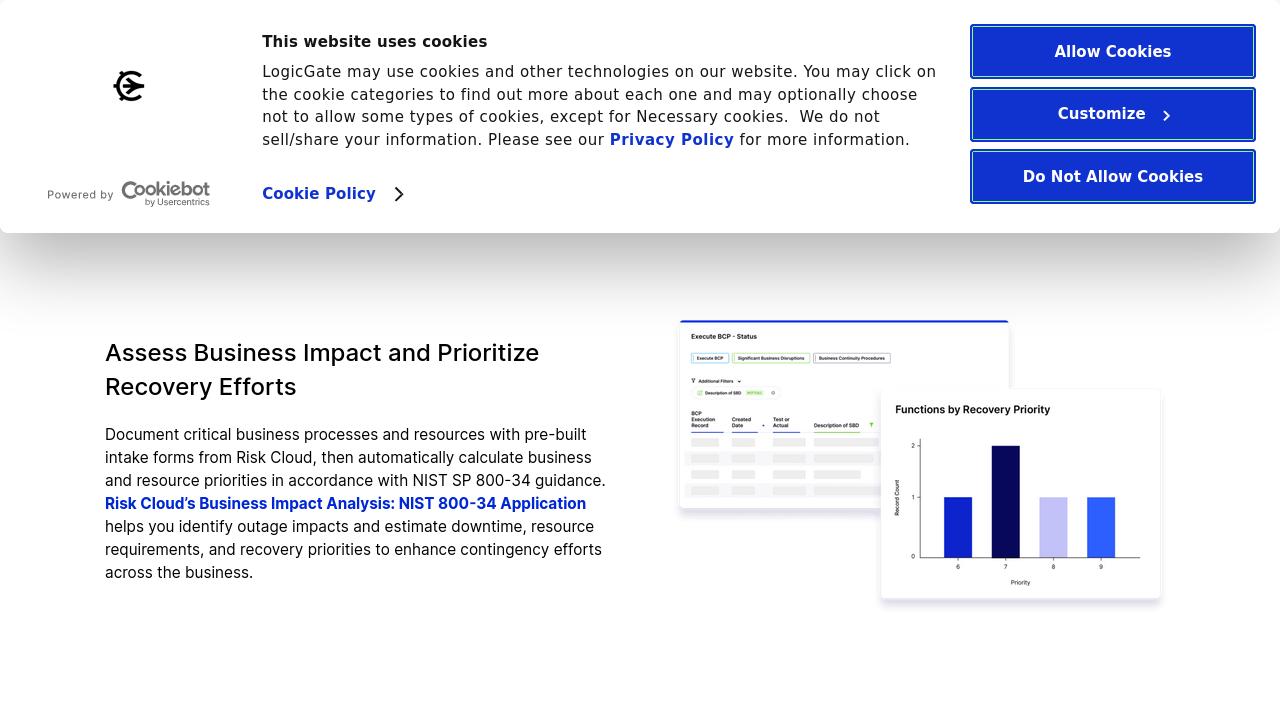 This website uses cookies
LogicGate may use cookies and other technologies on our website. You may click on
the cookie categories to find out more about each one and may optionally choose
not to allow some types of cookies, except for Necessary cookies.  We do not
sell/share your information. Please see our Privacy Policy for more information.
Cookie Policy
Powered by Cookiebot
by Usercentrics
Allow Cookies
Customize
Do Not Allow Cookies
Assess Business Impact and Prioritize
Recovery Efforts
Document critical business processes and resources with pre-built
intake forms from Risk Cloud, then automatically calculate business
and resource priorities in accordance with NIST SP 800-34 guidance.
Risk Cloud’s Business Impact Analysis: NIST 800-34 Application
helps you identify outage impacts and estimate downtime, resource
requirements, and recovery priorities to enhance contingency efforts
across the business.
Execute BCP - Status
Execute BCP
Significant Business Disruptions
Business Continuity Procedures
Additional Filters
Description of SBD
BCP
Execution
Record
Created
Date
Test or
Actual
Description of SBD
Functions by Recovery Priority
Record Count
2
1
0
6
7
8
9
Priority